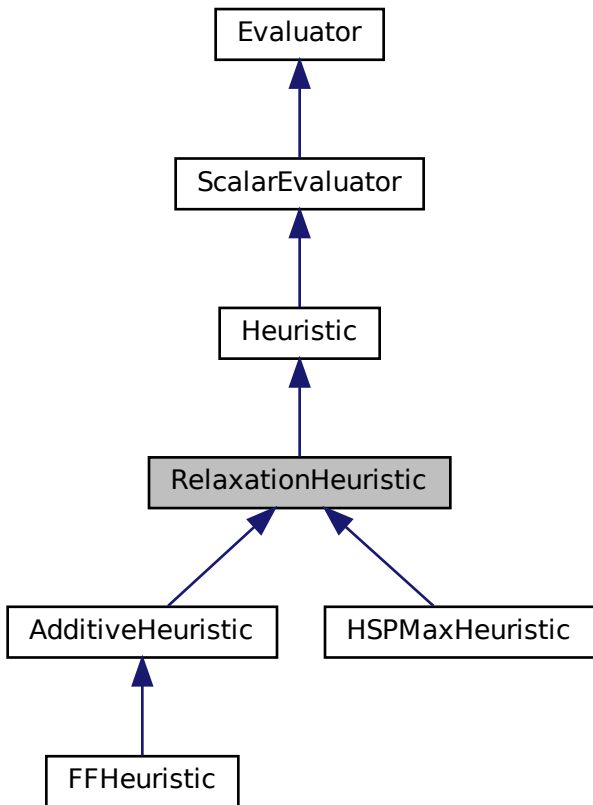 Evaluator
ScalarEvaluator
Heuristic
RelaxationHeuristic
AdditiveHeuristic
HSPMaxHeuristic
FFHeuristic